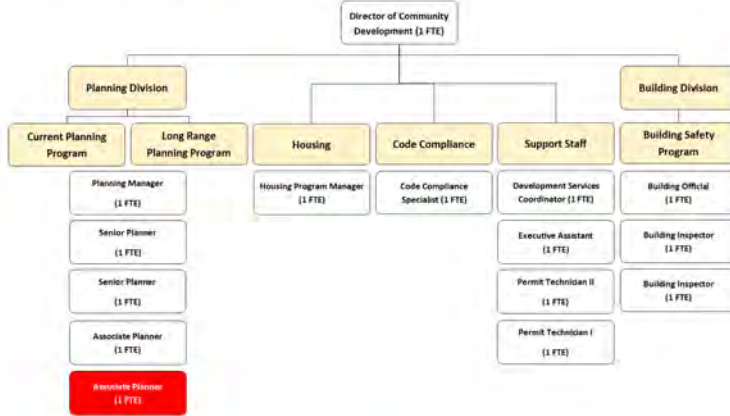 Director of Community
Development (1 FTE)
Planning Division
Building Division
Current Planning
Program
Long Range
Planning Program
Housing
Code Compliance
Support Staff
Building Safety
Program
Planning Manager
(1 FTE)
Housing Program Manager
(1 FTE)
Code Compliance
Specialist (1 FTE)
Development Services
Coordinator (1 FTE)
Building Official
(1 FTE)
Senior Planner
(1 FTE)
Executive Assistant
(1 FTE)
Building Inspector
(1 FTE)
Senior Planner
(1 FTE)
Permit Technician II
(1 FTE)
Building Inspector
(1 FTE)
Associate Planner
(1 FTE)
Permit Technician I
(1 FTE)
Associate Planner
(1 FTE)